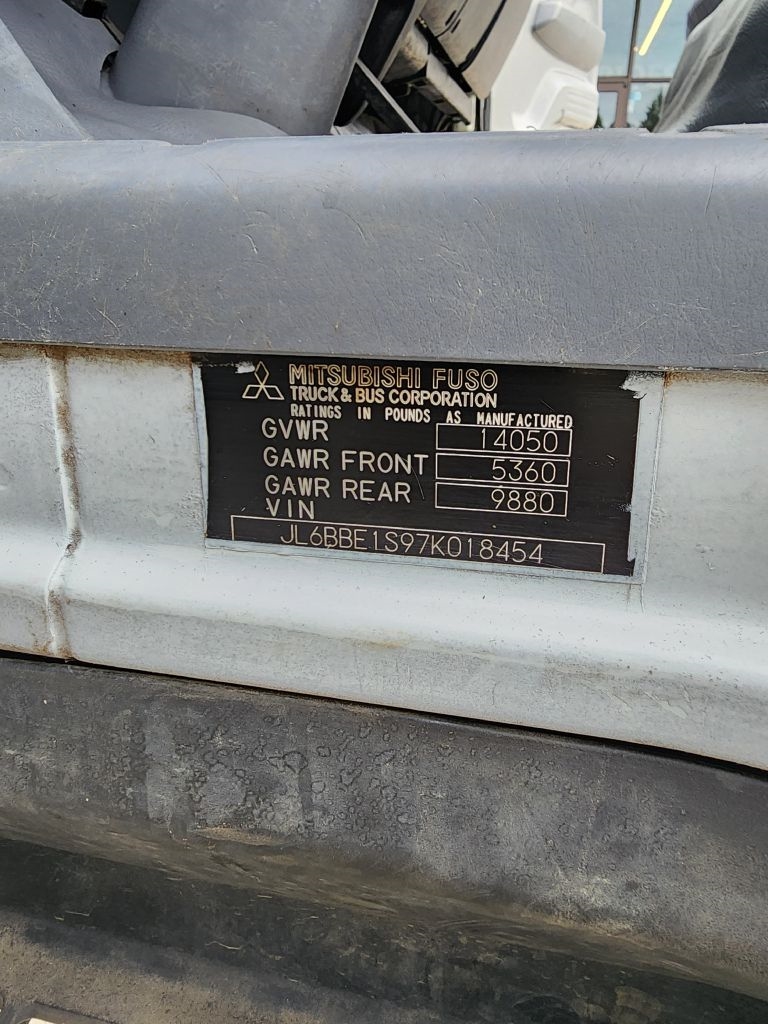 MITSUBISHI FUSO
TRUCK & BUS CORPORATION
RATINGS IN POUNDS AS MANUFACTURED
GVWR 14050
GAWR FRONT 5360
GAWR REAR 9880
VIN
JL6BBE1S97K018454